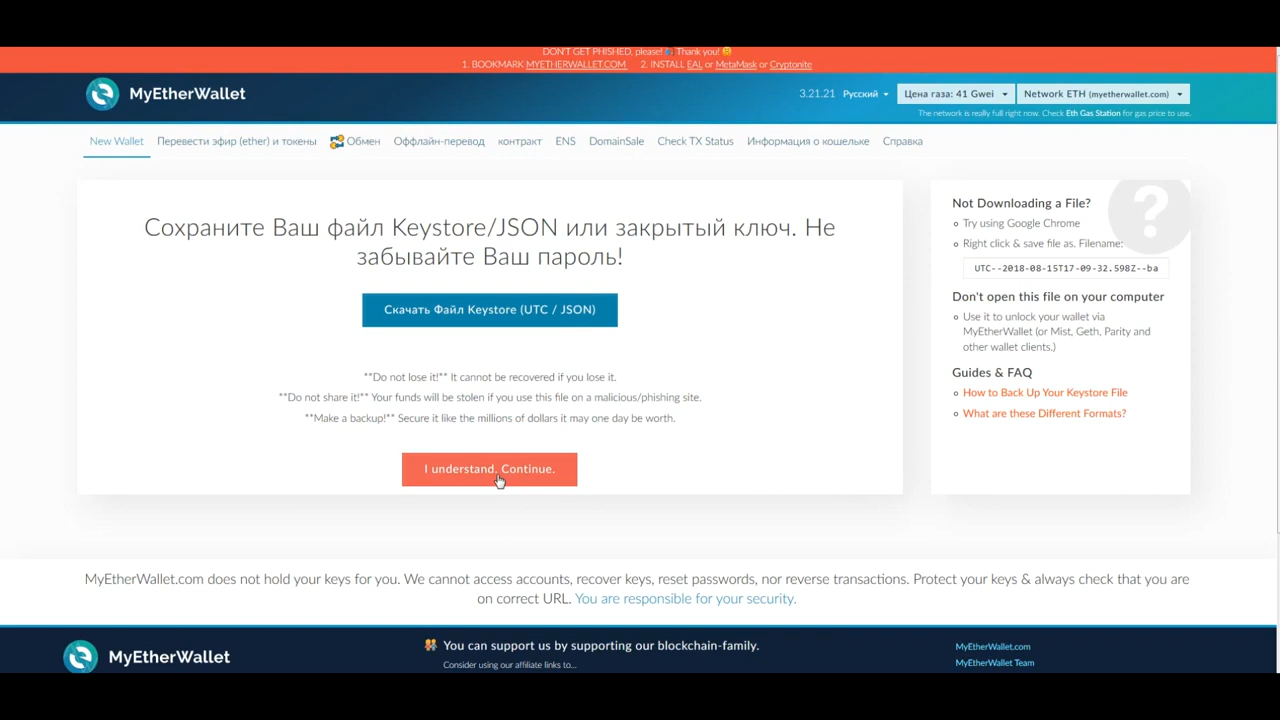 DON'T GET PHISHED, please! Thank you!
1. BOOKMARK MYETHERWALLET.COM 2. INSTALL EAL or MetaMask or Cryptonite
MyEtherWallet
3.21.21 Русский Цена газа: 41 Gwei Network ETH (myetherwallet.com)
The network is really full right now. Check Eth Gas Station for gas price to use.
New Wallet Перевести эфир (ether) и токены Обмен Оффлайн-перевод контракт ENS DomainSale Check TX Status Информация о кошельке Справка
Сохраните Ваш файл Keystore/JSON или закрытый ключ. Не
забывайте Ваш пароль!
Скачать Файл Keystore (UTC / JSON)
**Do not lose it!** It cannot be recovered if you lose it.
**Do not share it!** Your funds will be stolen if you use this file on a malicious/phishing site.
**Make a backup!** Secure it like the millions of dollars it may one day be worth.
I understand. Continue.
Not Downloading a File?
Try using Google Chrome
Right click & save file as. Filename:
UTC--2018-08-15T17-09-32.598Z--ba
Don't open this file on your computer
Use it to unlock your wallet via
MyEtherWallet (or Mist, Geth, Parity and
other wallet clients.)
Guides & FAQ
How to Back Up Your Keystore File
What are these Different Formats?
MyEtherWallet.com does not hold your keys for you. We cannot access accounts, recover keys, reset passwords, nor reverse transactions. Protect your keys & always check that you are
on correct URL. You are responsible for your security.
MyEtherWallet
You can support us by supporting our blockchain-family.
Consider using our affiliate links to...
MyEtherWallet.com
MyEtherWallet Team